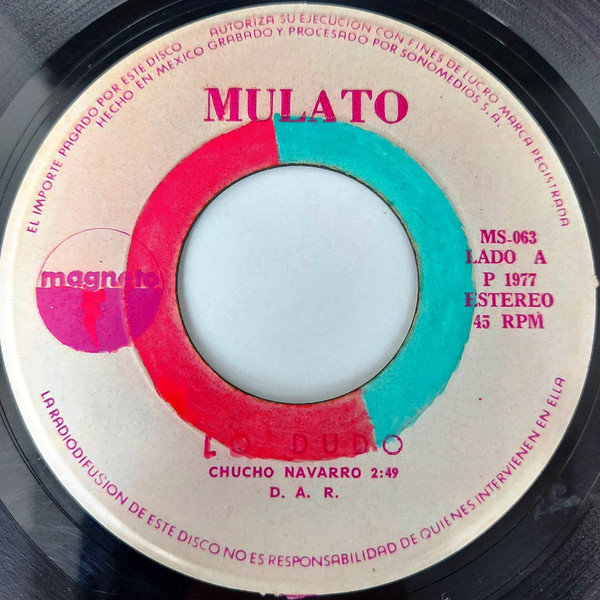 EL IMPORTE PAGADO POR ESTE DISCO AUTORIZA SU EJECUCION CON FINES DE LUCRO MARCA REGISTRADA
HECHO EN MEXICO GRABADO Y PROCESADO POR SONOMEDIOS S.A.
MULATO
magneto
MS-063
LADO A
P 1977
ESTEREO
45 RPM
LO DUDO
CHUCHO NAVARRO 2:49
D. A. R.
LA RADIODIFUSION DE ESTE DISCO NO ES RESPONSABILIDAD DE QUIENES INTERVIENEN EN ELLA